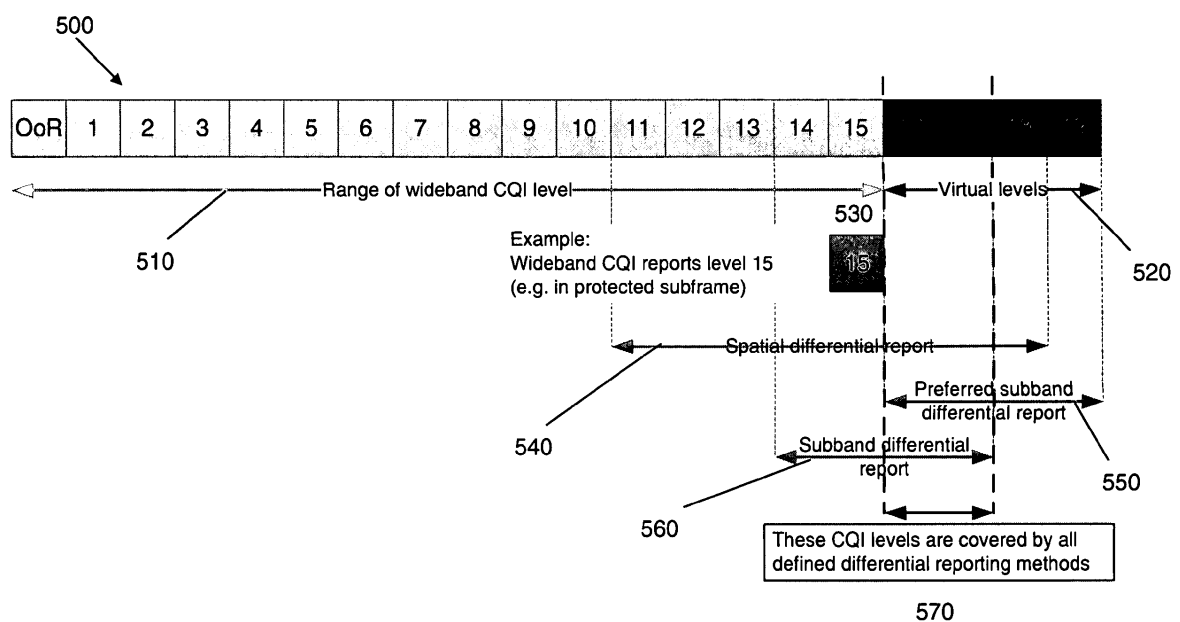 500
OoR 1 2 3 4 5 6 7 8 9 10 11 12 13 14 15
Range of wideband CQI level
Virtual levels
510
530
520
Example:
Wideband CQI reports level 15
(e.g. in protected subframe)
15
Spatial differential report
540
Preferred subband
differential report
550
Subband differential
report
560
These CQI levels are covered by all
defined differential reporting methods
570